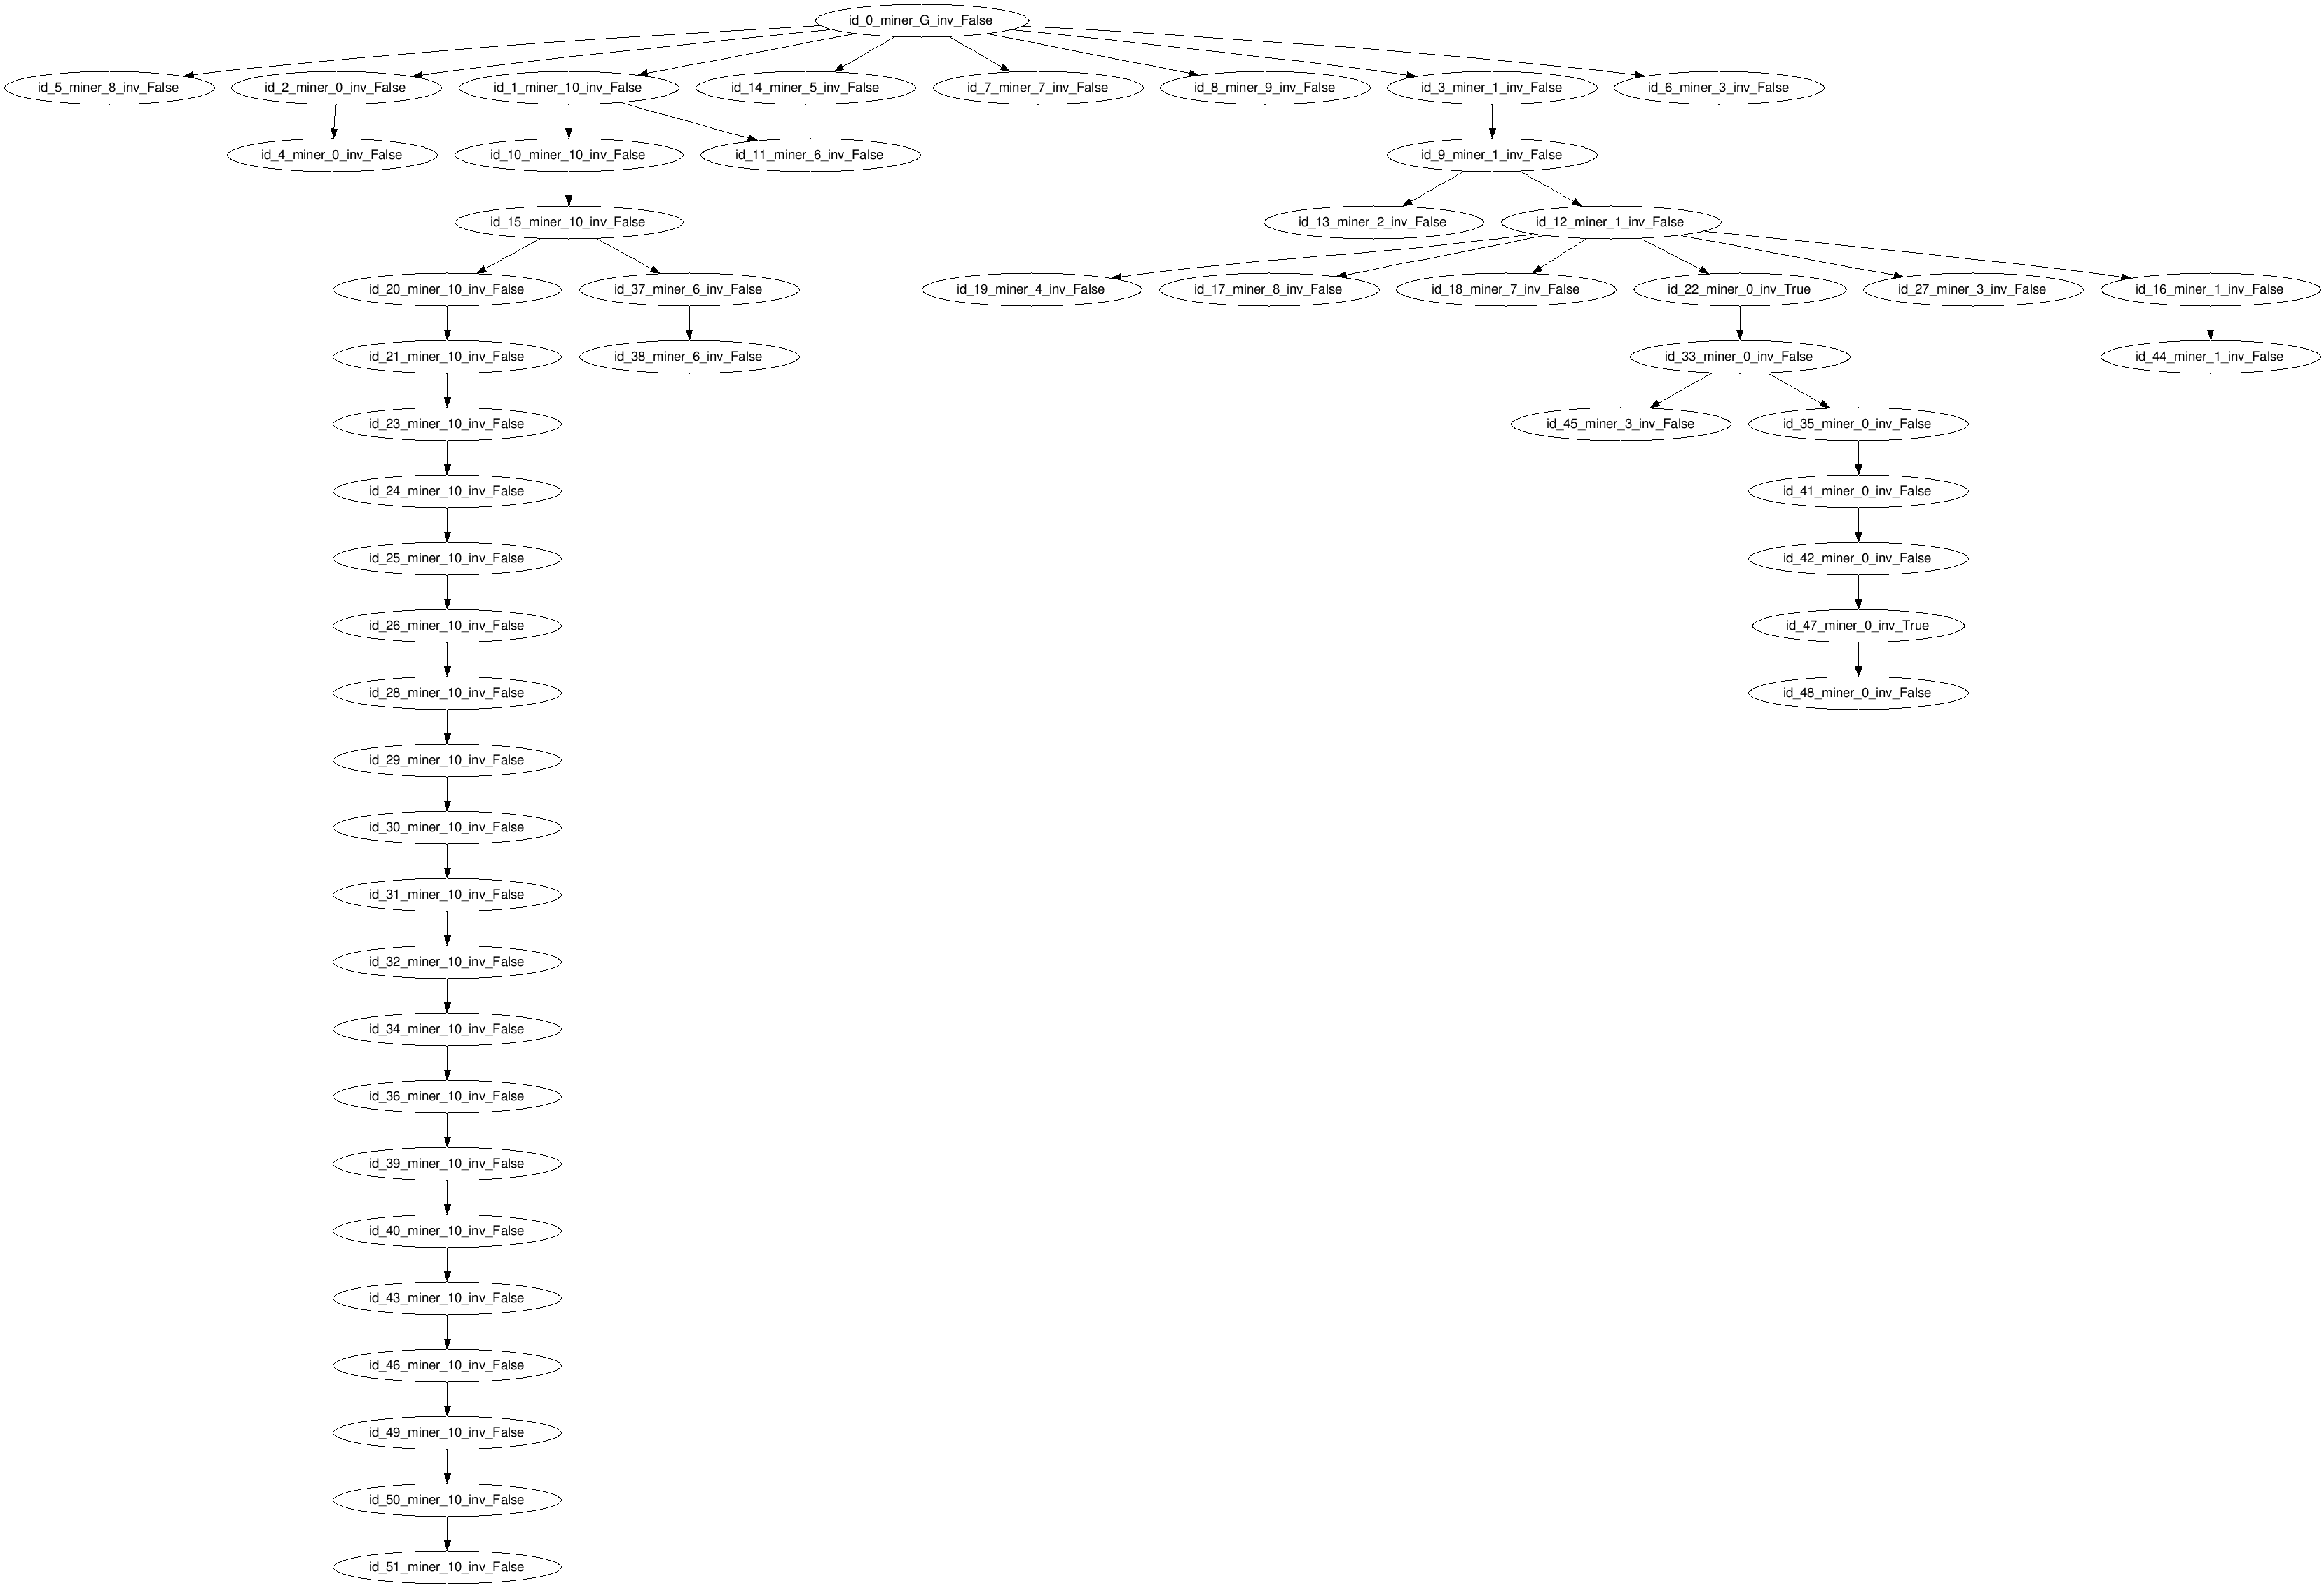 id_0_miner_G_inv_False
id_5_miner_8_inv_False
id_2_miner_0_inv_False
id_1_miner_10_inv_False
id_14_miner_5_inv_False
id_7_miner_7_inv_False
id_8_miner_9_inv_False
id_3_miner_1_inv_False
id_6_miner_3_inv_False
id_4_miner_0_inv_False
id_10_miner_10_inv_False
id_11_miner_6_inv_False
id_9_miner_1_inv_False
id_15_miner_10_inv_False
id_13_miner_2_inv_False
id_12_miner_1_inv_False
id_20_miner_10_inv_False
id_37_miner_6_inv_False
id_19_miner_4_inv_False
id_17_miner_8_inv_False
id_18_miner_7_inv_False
id_22_miner_0_inv_True
id_27_miner_3_inv_False
id_16_miner_1_inv_False
id_21_miner_10_inv_False
id_38_miner_6_inv_False
id_33_miner_0_inv_False
id_44_miner_1_inv_False
id_23_miner_10_inv_False
id_45_miner_3_inv_False
id_35_miner_0_inv_False
id_24_miner_10_inv_False
id_41_miner_0_inv_False
id_25_miner_10_inv_False
id_42_miner_0_inv_False
id_26_miner_10_inv_False
id_47_miner_0_inv_True
id_28_miner_10_inv_False
id_48_miner_0_inv_False
id_29_miner_10_inv_False
id_30_miner_10_inv_False
id_31_miner_10_inv_False
id_32_miner_10_inv_False
id_34_miner_10_inv_False
id_36_miner_10_inv_False
id_39_miner_10_inv_False
id_40_miner_10_inv_False
id_43_miner_10_inv_False
id_46_miner_10_inv_False
id_49_miner_10_inv_False
id_50_miner_10_inv_False
id_51_miner_10_inv_False